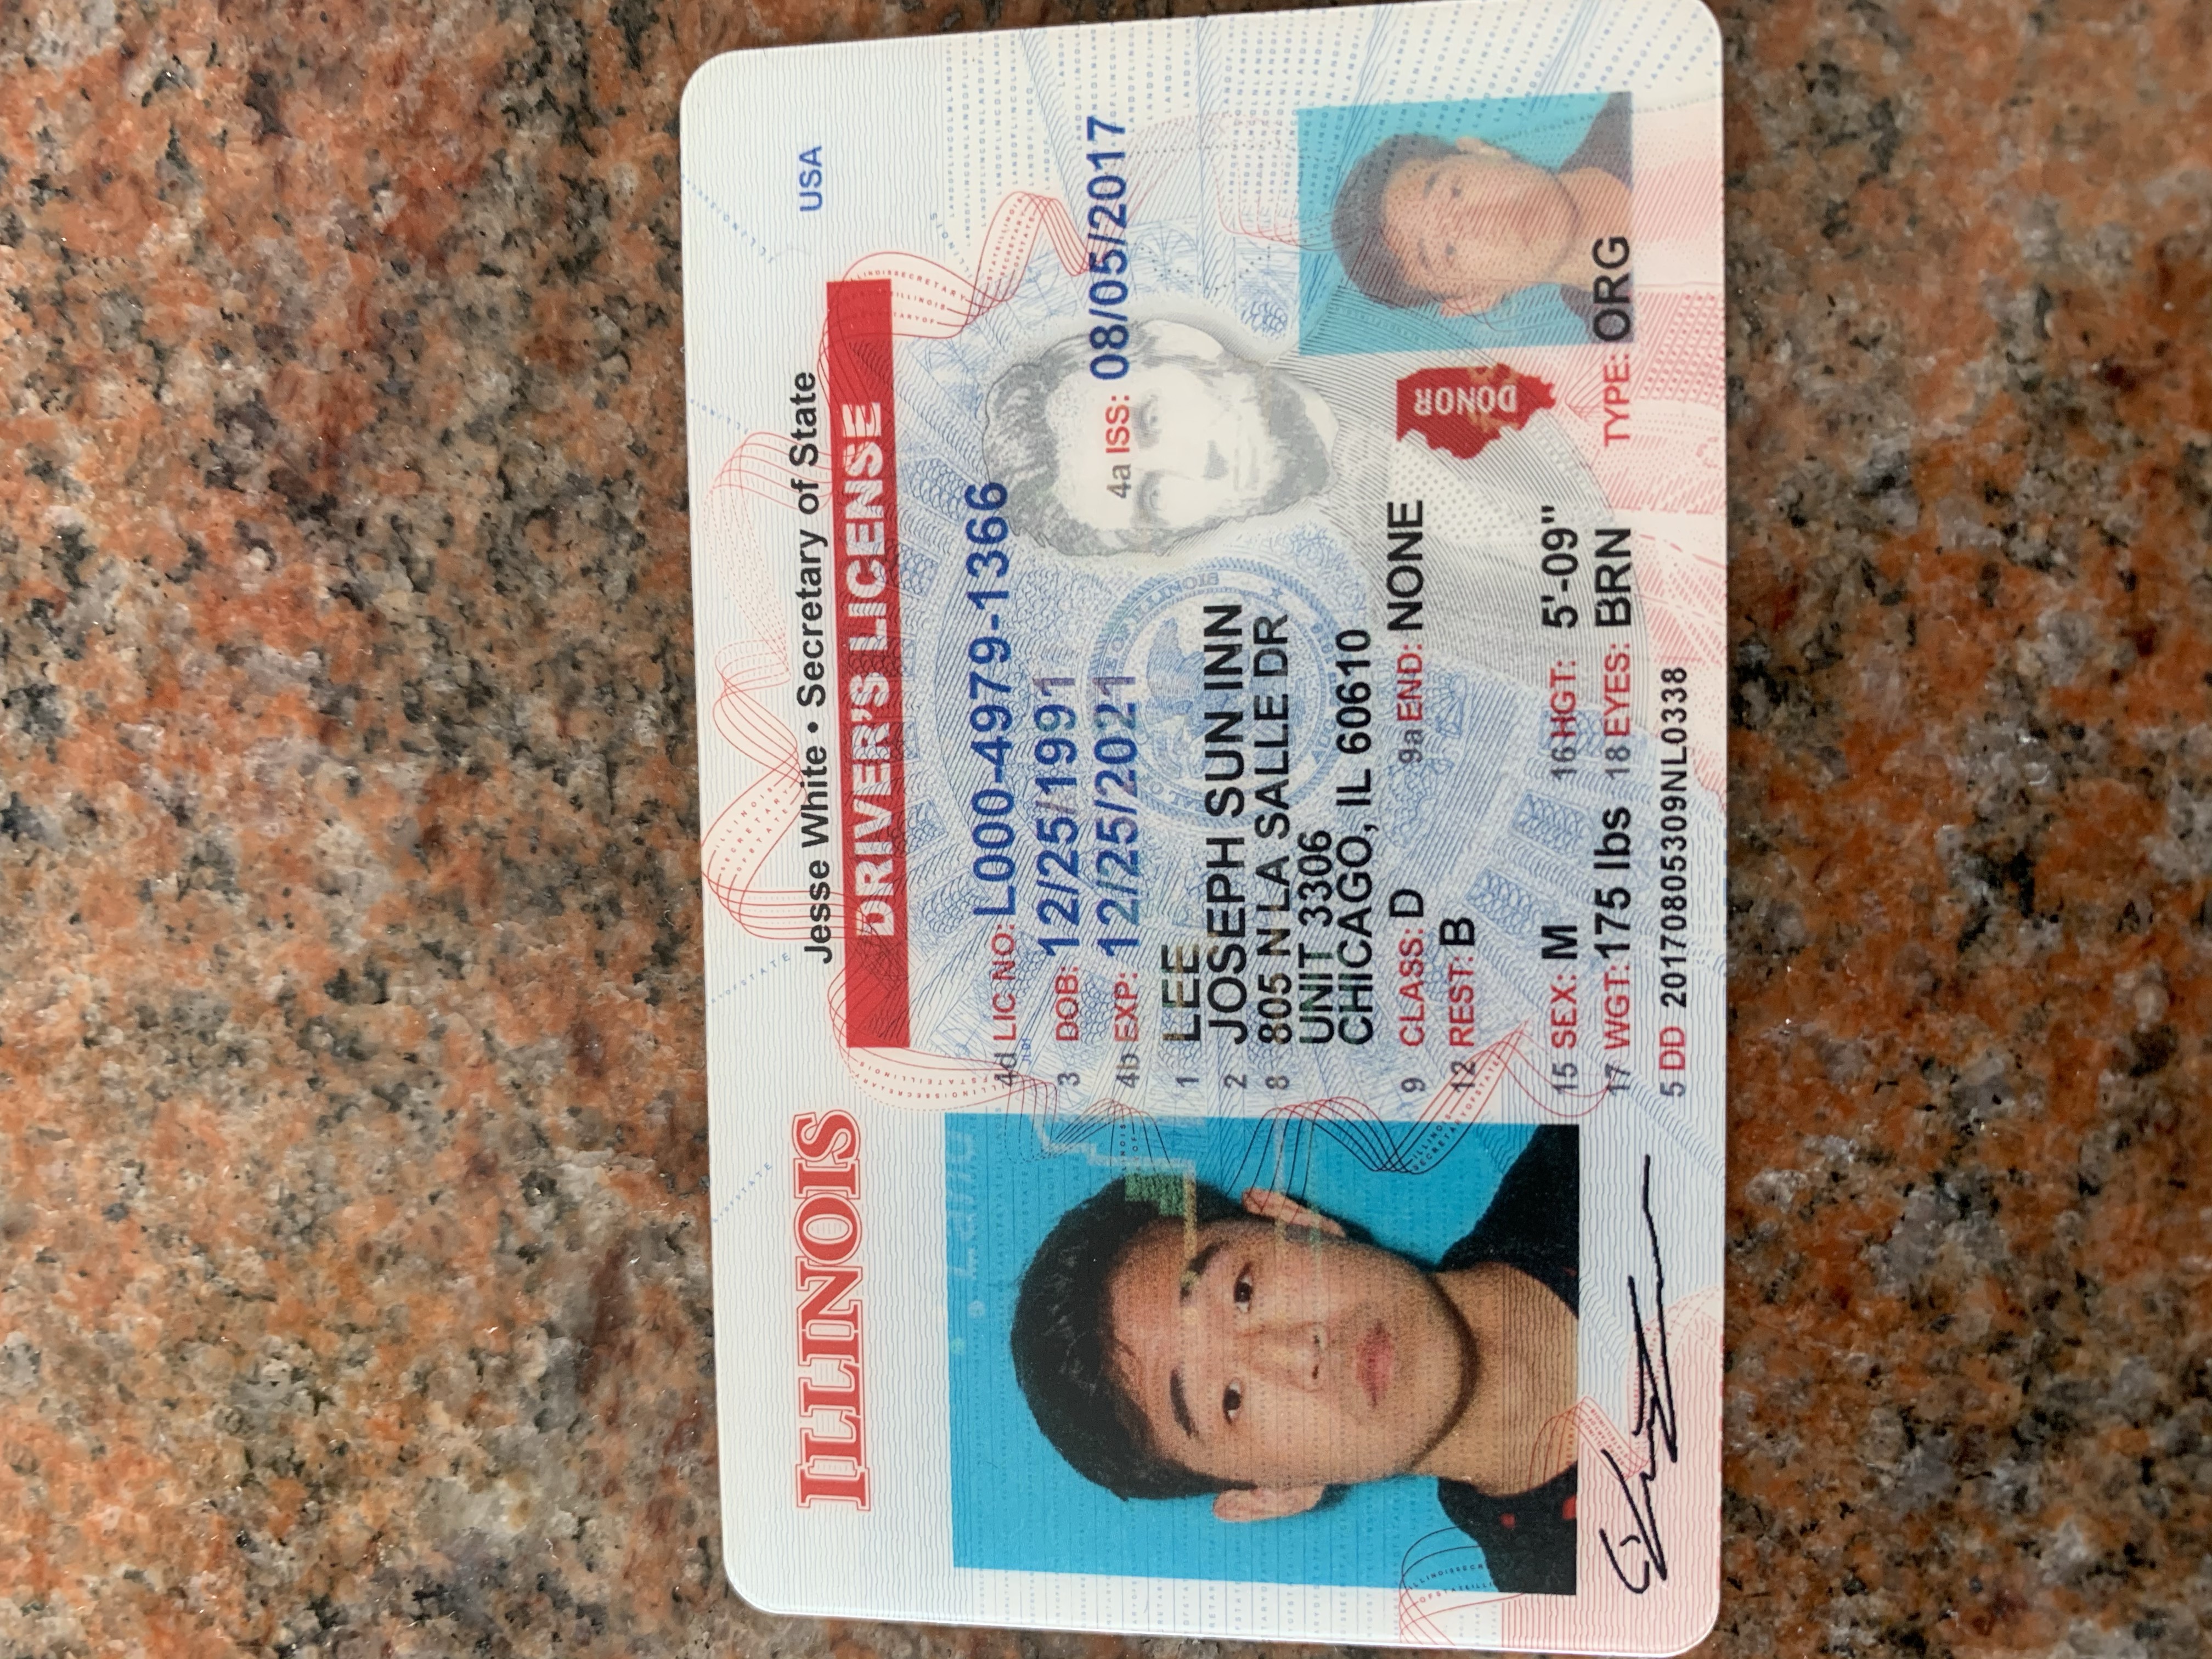 ILLINOIS
Jesse White • Secretary of State
USA
DRIVER'S LICENSE
4d LIC NO: L000-4979-1366
3 DOB: 12/25/1991
4b EXP: 12/25/2021
4a ISS: 08/05/2017
1 LEE
2 JOSEPH SUN INN
8 805 N LA SALLE DR
UNIT 3306
CHICAGO, IL 60610
9 CLASS: D 9a END: NONE
12 REST: B
DONOR
15 SEX: M 16 HGT: 5'-09"
17 WGT: 175 lbs 18 EYES: BRN TYPE: ORG
5 DD 20170805309NL0338